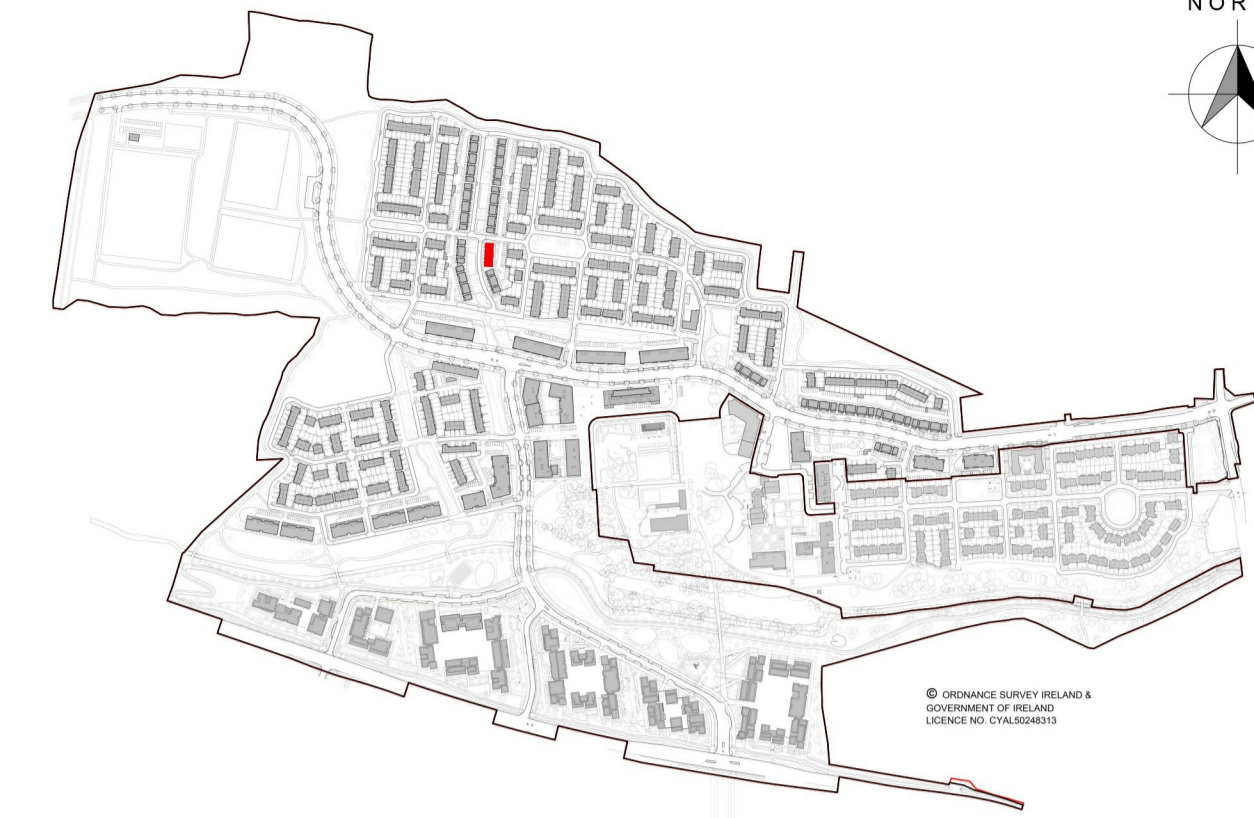 NOR
© ORDNANCE SURVEY IRELAND &
GOVERNMENT OF IRELAND
LICENCE NO. CYAL50248313